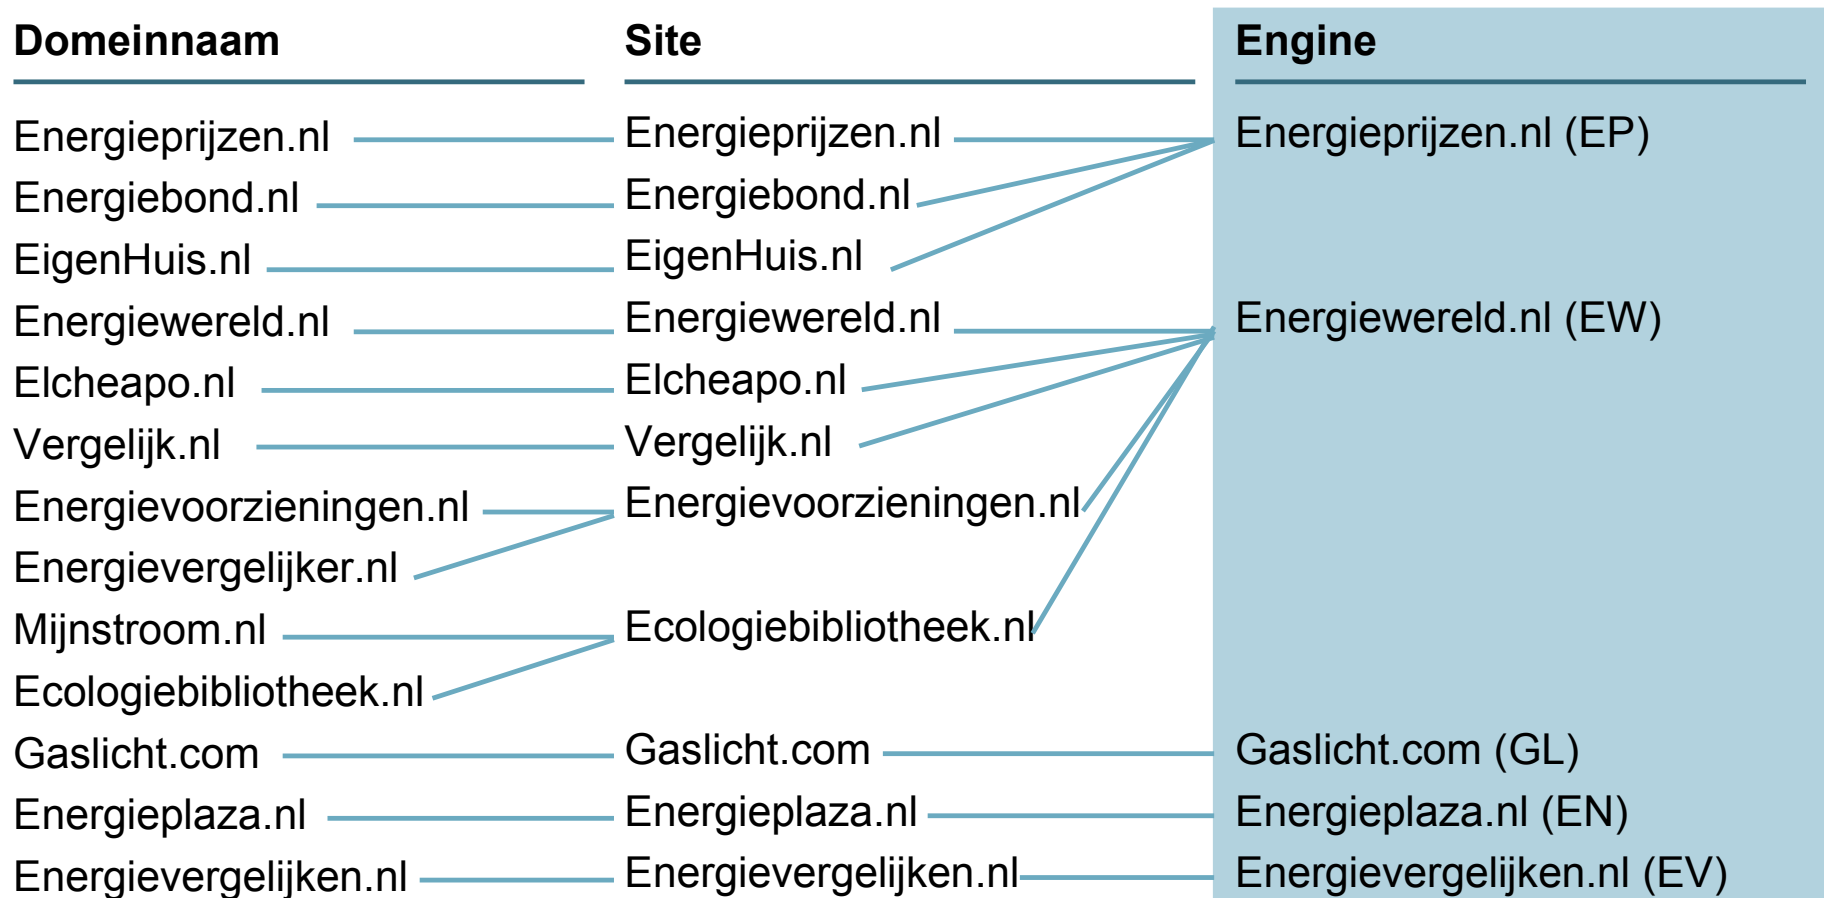 Domeinnaam Site Engine
Energieprijzen.nl Energieprijzen.nl Energieprijzen.nl (EP)
Energiebond.nl Energiebond.nl
EigenHuis.nl EigenHuis.nl
Energiewereld.nl Energiewereld.nl Energiewereld.nl (EW)
Elcheapo.nl Elcheapo.nl
Vergelijk.nl Vergelijk.nl
Energievoorzieningen.nl Energievoorzieningen.nl
Energievergelijker.nl
Mijnstroom.nl Ecologiebibliotheek.nl
Ecologiebibliotheek.nl
Gaslicht.com Gaslicht.com Gaslicht.com (GL)
Energieplaza.nl Energieplaza.nl Energieplaza.nl (EN)
Energievergelijken.nl Energievergelijken.nl Energievergelijken.nl (EV)